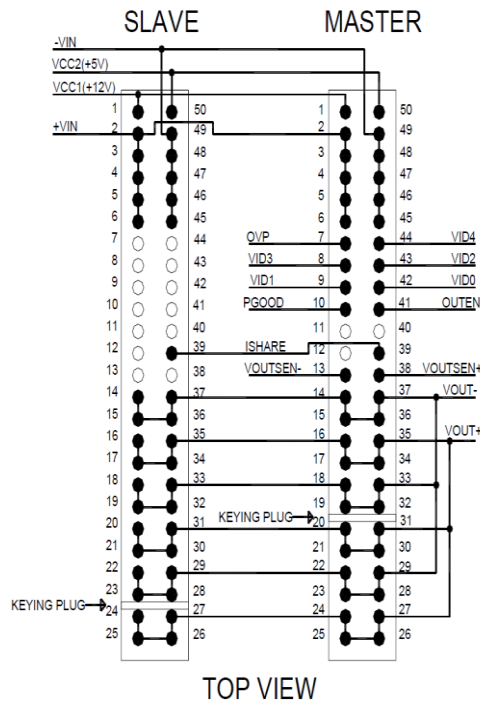 SLAVE MASTER
-VIN
VCC2(+5V)
VCC1(+12V)
1 50 1 50
+VIN 2 49 2 49
3 48 3 48
4 47 4 47
5 46 5 46
6 45 6 45
7 44 OVP 7 44 VID4
8 43 VID3 8 43 VID2
9 42 VID1 9 42 VID0
10 41 PGOOD 10 41 OUTEN
11 40 11 40
12 39 ISHARE 12 39
13 38 VOUTSEN- 13 38 VOUTSEN+
14 37 14 37 VOUT-
15 36 15 36
16 35 16 35 VOUT+
17 34 17 34
18 33 18 33
19 32 19 32
KEYING PLUG
20 31 20 31
21 30 21 30
22 29 22 29
23 28 23 28
KEYING PLUG
24 27 24 27
25 26 25 26
TOP VIEW